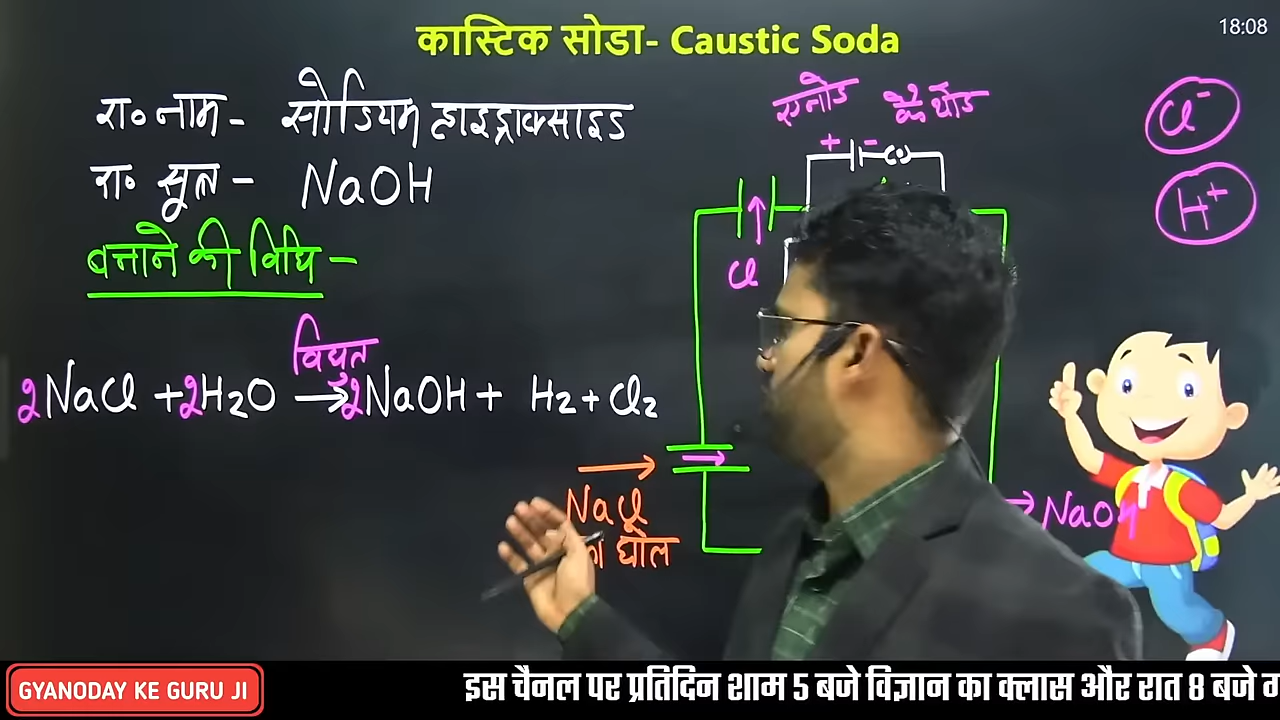 कास्टिक सोडा- Caustic Soda
18:08
रा० नाम- सोडियम हाइड्राक्साइड
रा० सूत्र - NaOH
बनाने की विधि -
विद्युत
2NaCl + 2H2O → 2NaOH + H2 + Cl2
एनोड कैथोड
+ -
Cl
Cl-
H+
→
NaCl
का घोल
→ NaOH
GYANODAY KE GURU JI
इस चैनल पर प्रतिदिन शाम 5 बजे विज्ञान का क्लास और रात 8 बजे